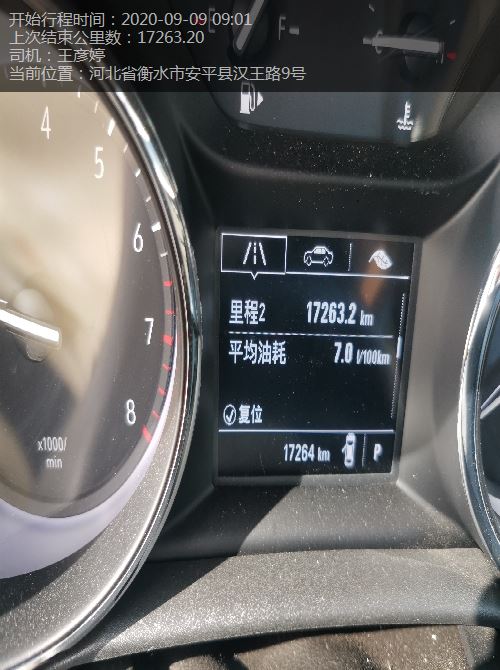 开始行程时间：2020-09-09 09:01
上次结束公里数：17263.20
司机：王彦婷
当前位置：河北省衡水市安平县汉王路9号
F
4
5
6
7
8
x1000/
min
里程2 17263.2 km
平均油耗 7.0 l/100km
复位
17264 km P